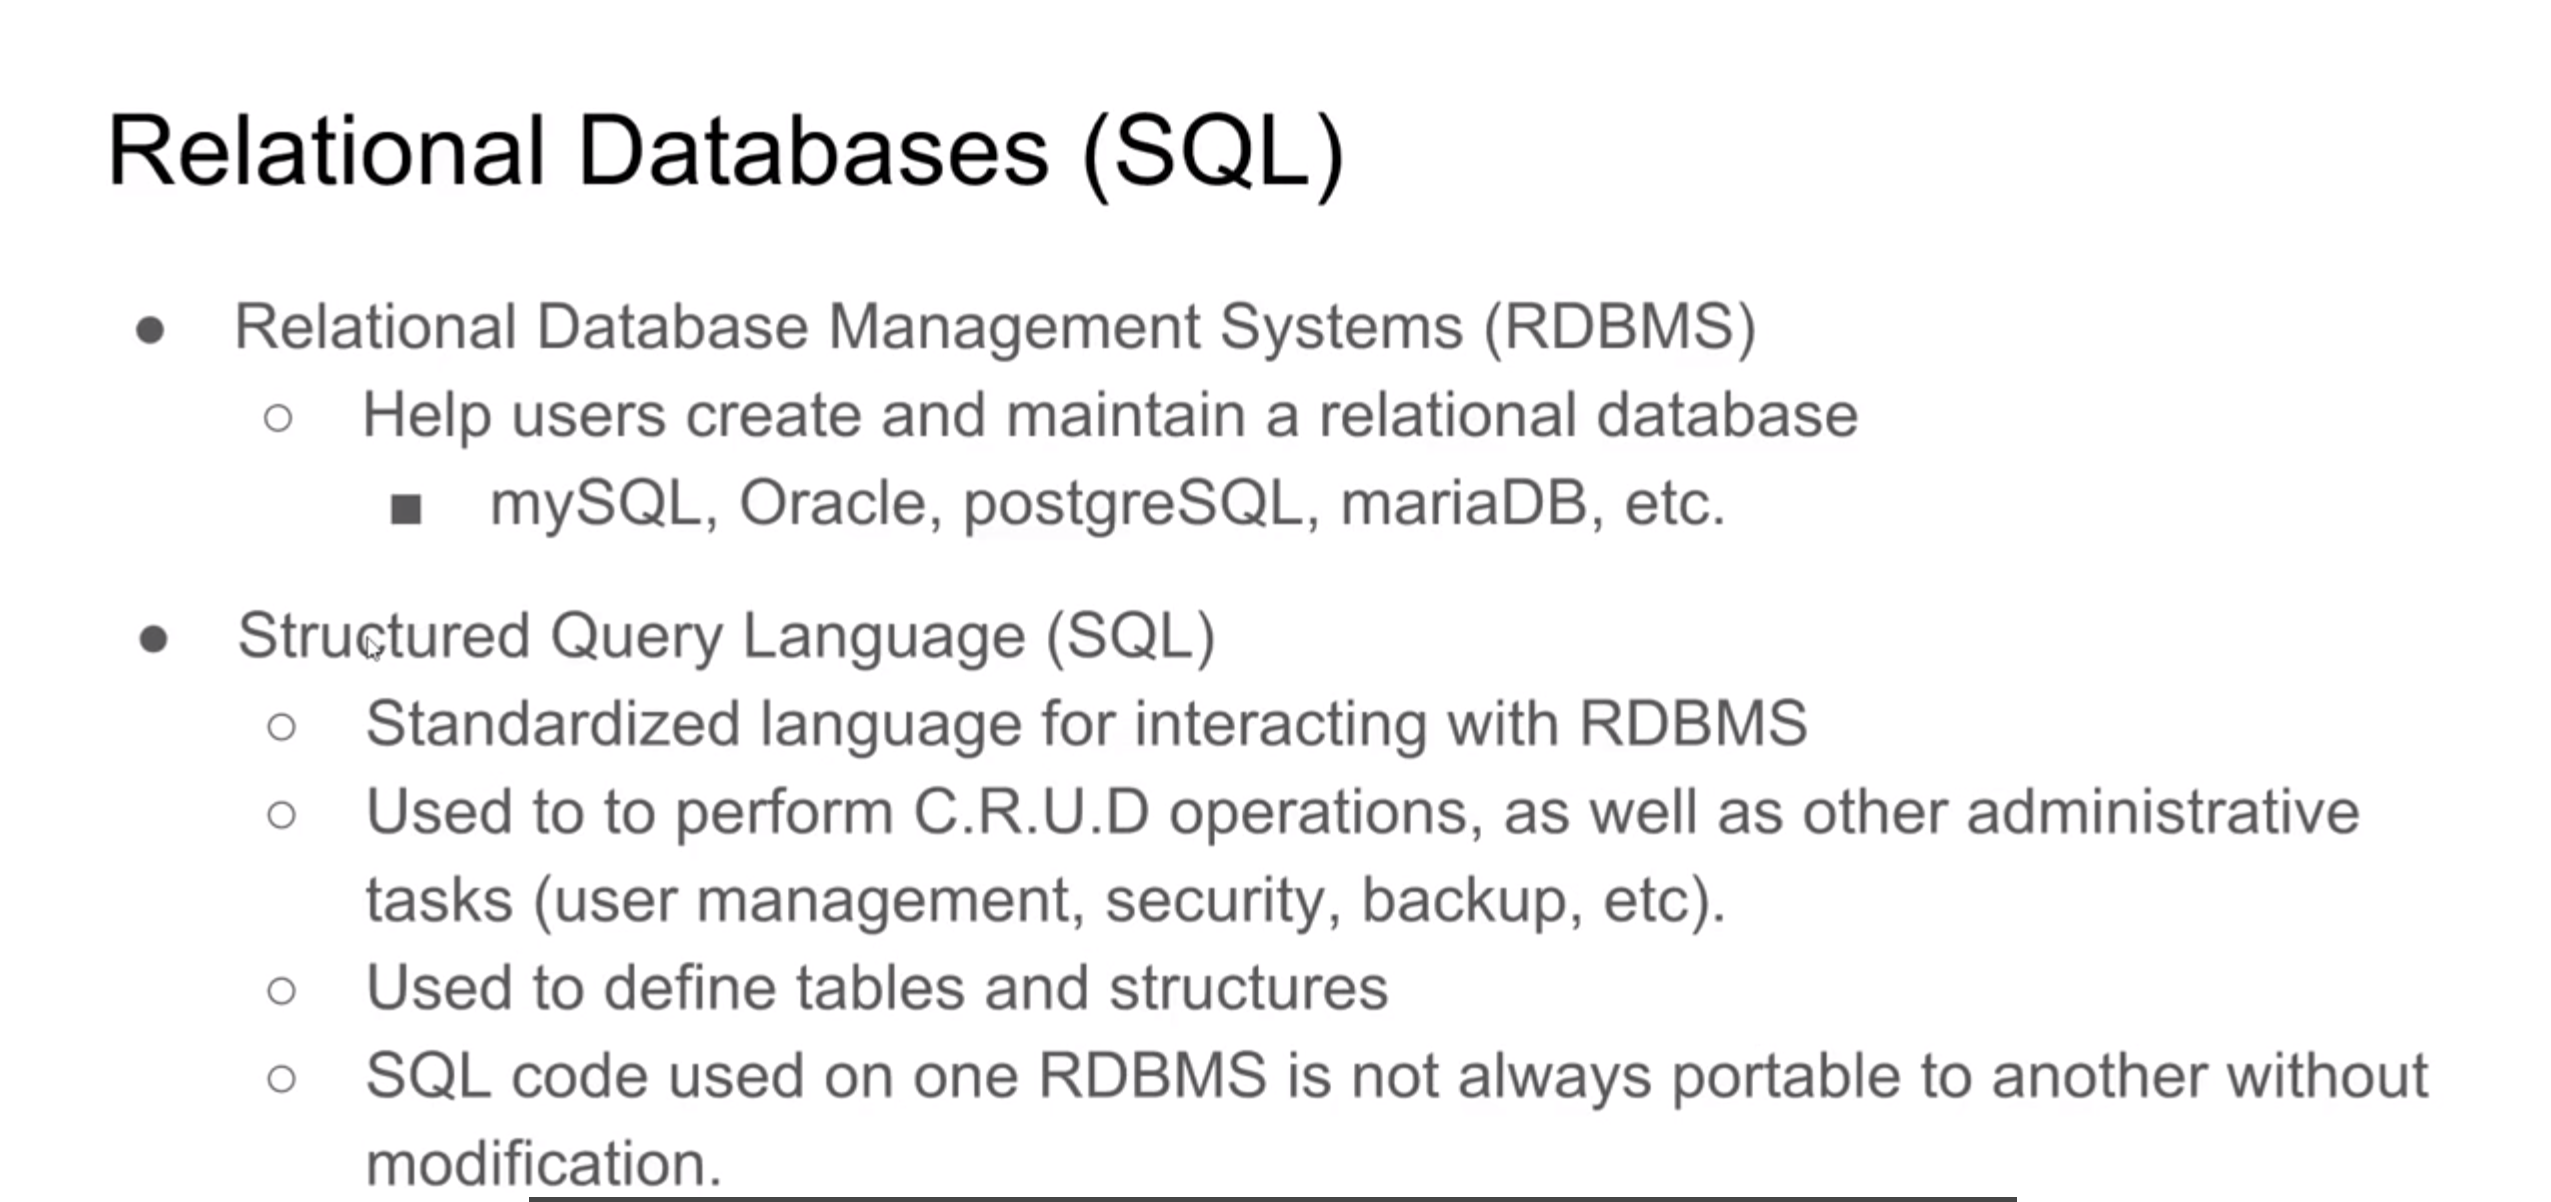 Relational Databases (SQL)
● Relational Database Management Systems (RDBMS)
○ Help users create and maintain a relational database
■ mySQL, Oracle, postgreSQL, mariaDB, etc.
● Structured Query Language (SQL)
○ Standardized language for interacting with RDBMS
○ Used to to perform C.R.U.D operations, as well as other administrative
tasks (user management, security, backup, etc).
○ Used to define tables and structures
○ SQL code used on one RDBMS is not always portable to another without
modification.